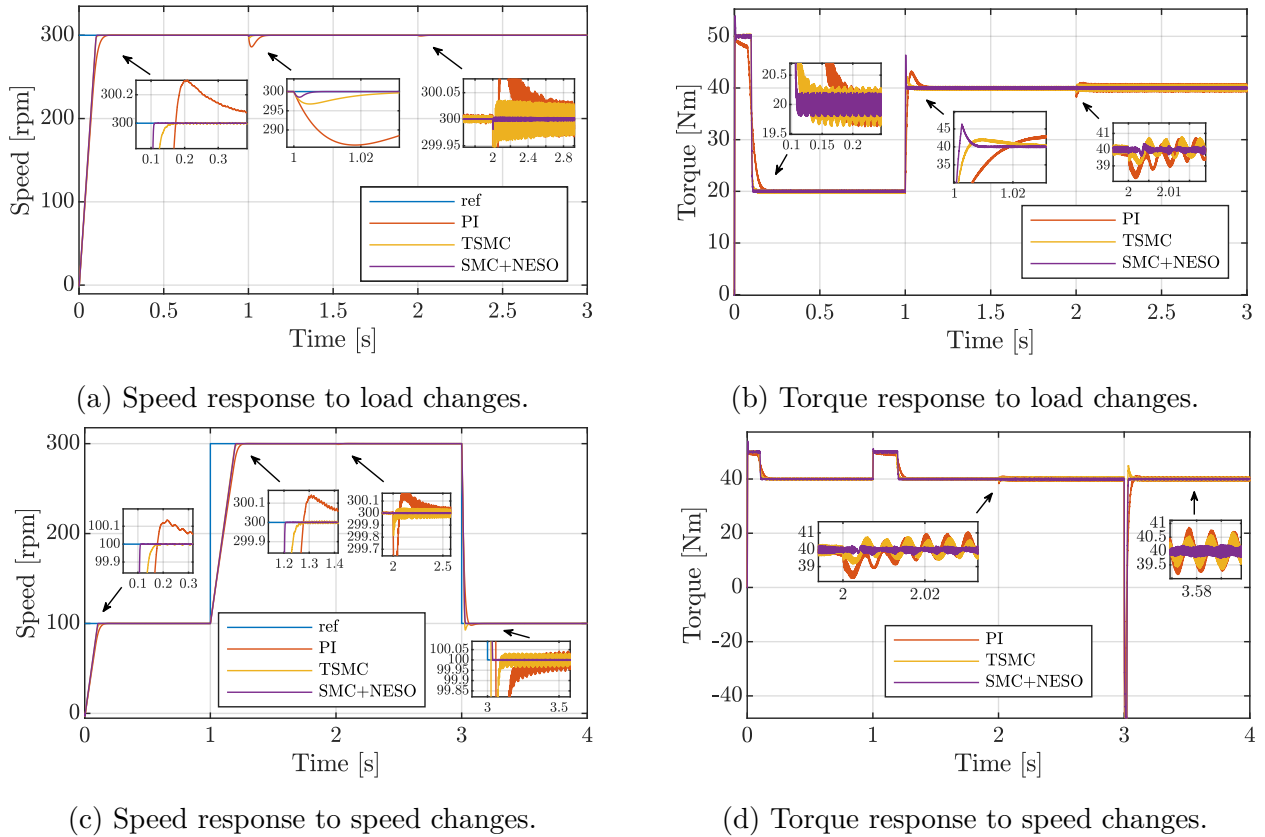 300
200
100
0
Speed [rpm]
0 0.5 1 1.5 2 2.5 3
Time [s]
300.2
300
0.1 0.2 0.3
300
295
290
1 1.02
300.05
300
299.95
2 2.4 2.8
ref
PI
TSMC
SMC+NESO
(a) Speed response to load changes.
50
40
30
20
10
0
Torque [Nm]
0 0.5 1 1.5 2 2.5 3
Time [s]
20.5
20
19.5
0.1 0.15 0.2
45
40
35
1 1.02
41
40
39
2 2.01
PI
TSMC
SMC+NESO
(b) Torque response to load changes.
300
200
100
0
Speed [rpm]
0 1 2 3 4
Time [s]
100.1
100
99.9
0.1 0.2 0.3
300.1
300
299.9
1.2 1.3 1.4
300.1
300
299.9
299.8
299.7
2 2.5
100.05
100
99.95
99.9
99.85
3 3.5
ref
PI
TSMC
SMC+NESO
(c) Speed response to speed changes.
40
20
0
-20
-40
Torque [Nm]
0 1 2 3 4
Time [s]
41
40
39
2 2.02
41
40
39.5
3.58
PI
TSMC
SMC+NESO
(d) Torque response to speed changes.